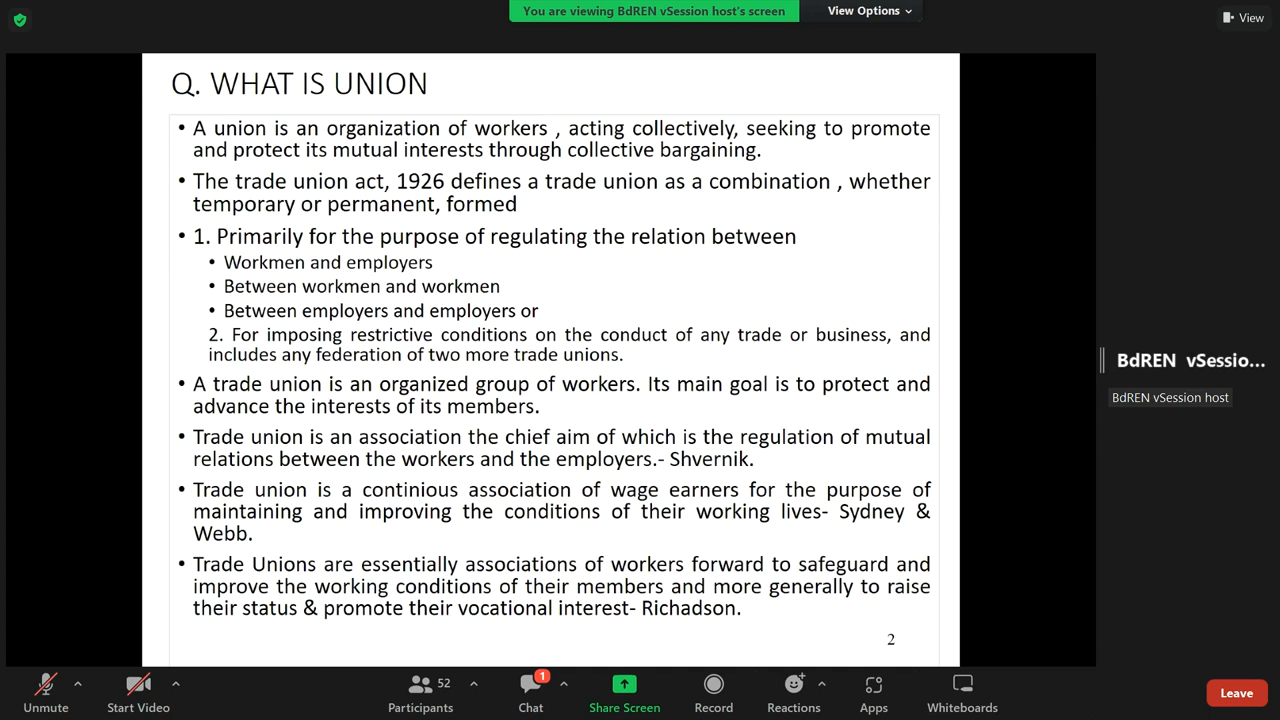 You are viewing BdREN vSession host's screen
View Options
View
Q. WHAT IS UNION
• A union is an organization of workers , acting collectively, seeking to promote
and protect its mutual interests through collective bargaining.
• The trade union act, 1926 defines a trade union as a combination , whether
temporary or permanent, formed
• 1. Primarily for the purpose of regulating the relation between
• Workmen and employers
• Between workmen and workmen
• Between employers and employers or
2. For imposing restrictive conditions on the conduct of any trade or business, and
includes any federation of two more trade unions.
• A trade union is an organized group of workers. Its main goal is to protect and
advance the interests of its members.
• Trade union is an association the chief aim of which is the regulation of mutual
relations between the workers and the employers.- Shvernik.
• Trade union is a continious association of wage earners for the purpose of
maintaining and improving the conditions of their working lives- Sydney &
Webb.
• Trade Unions are essentially associations of workers forward to safeguard and
improve the working conditions of their members and more generally to raise
their status & promote their vocational interest- Richadson.
2
BdREN vSessio...
BdREN vSession host
Unmute
Start Video
52
Participants
1
Chat
Share Screen
Record
Reactions
Apps
Whiteboards
Leave